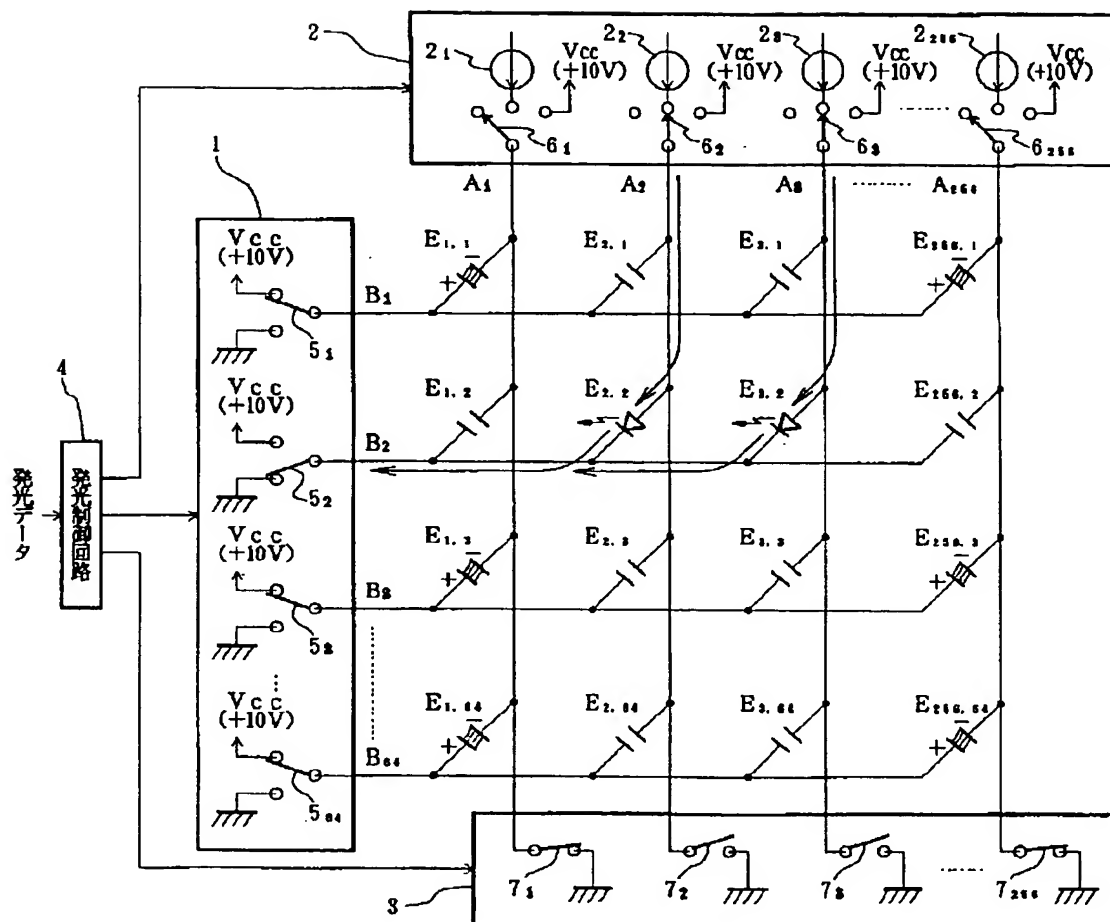 2
2₁
Vcc
(+10V)
2₂
Vcc
(+10V)
2₃
Vcc
(+10V)
2₂₅₆
Vcc
(+10V)
6₁
6₂
6₃
6₂₅₆
1
A₁
A₂
A₃
A₂₅₆
Vcc
(+10V)
5₁
B₁
E₁,₁
E₂,₁
E₃,₁
E₂₅₆,₁
+ −
+ −
4
発光データ
発光制御回路
Vcc
(+10V)
5₂
B₂
E₁,₂
E₂,₂
E₃,₂
E₂₅₆,₂
Vcc
(+10V)
5₃
B₃
E₁,₃
E₂,₃
E₃,₃
E₂₅₆,₃
+ −
+ −
Vcc
(+10V)
5₆₄
B₆₄
E₁,₆₄
E₂,₆₄
E₃,₆₄
E₂₅₆,₆₄
+ −
+ −
3
7₁
7₂
7₃
7₂₅₆